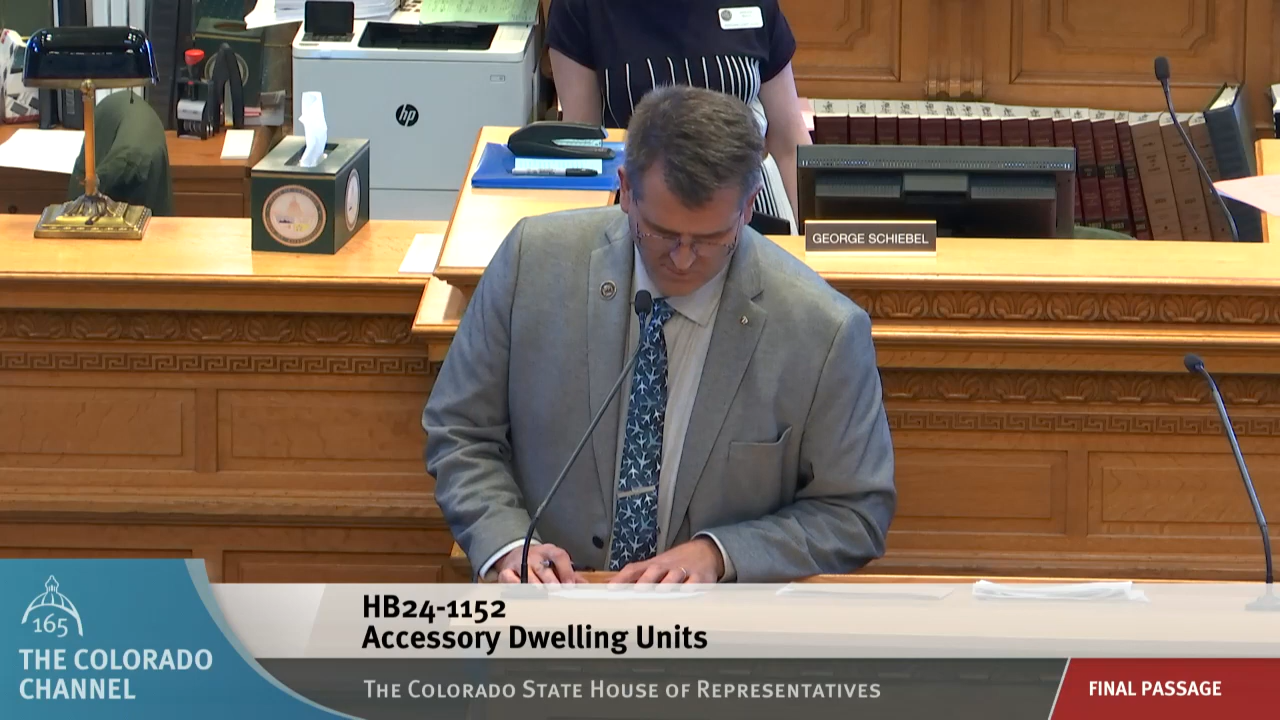 hp
GEORGE SCHIEBEL
HB24-1152
Accessory Dwelling Units
165
THE COLORADO
CHANNEL
THE COLORADO STATE HOUSE OF REPRESENTATIVES
FINAL PASSAGE